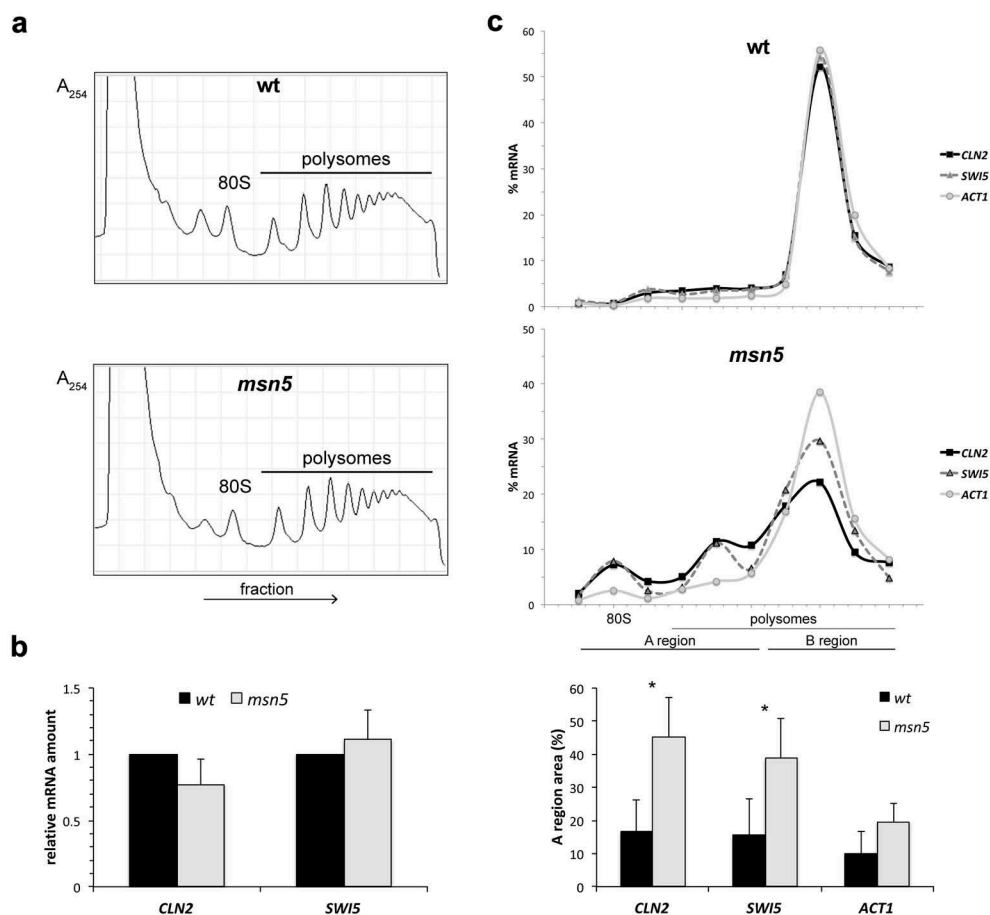 a
A254
wt
polysomes
80S
A254
msn5
polysomes
80S
fraction
b
relative mRNA amount
1.5
1
0.5
0
wt
msn5
CLN2
SWI5
c
wt
% mRNA
60
50
40
30
20
10
0
CLN2
SWI5
ACT1
msn5
% mRNA
50
40
30
20
10
0
CLN2
SWI5
ACT1
80S
polysomes
A region
B region
A region area (%)
60
50
40
30
20
10
0
*
*
wt
msn5
CLN2
SWI5
ACT1